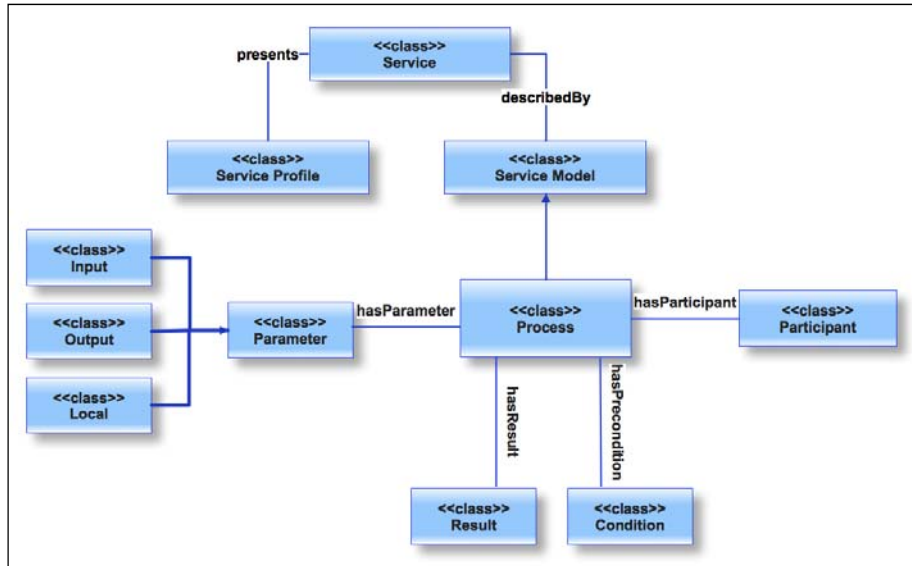 <<class>>
Service
presents
describedBy
<<class>>
Service Profile
<<class>>
Service Model
<<class>>
Input
<<class>>
Output
<<class>>
Local
<<class>>
Parameter
hasParameter
<<class>>
Process
hasParticipant
<<class>>
Participant
hasResult
hasPrecondition
<<class>>
Result
<<class>>
Condition